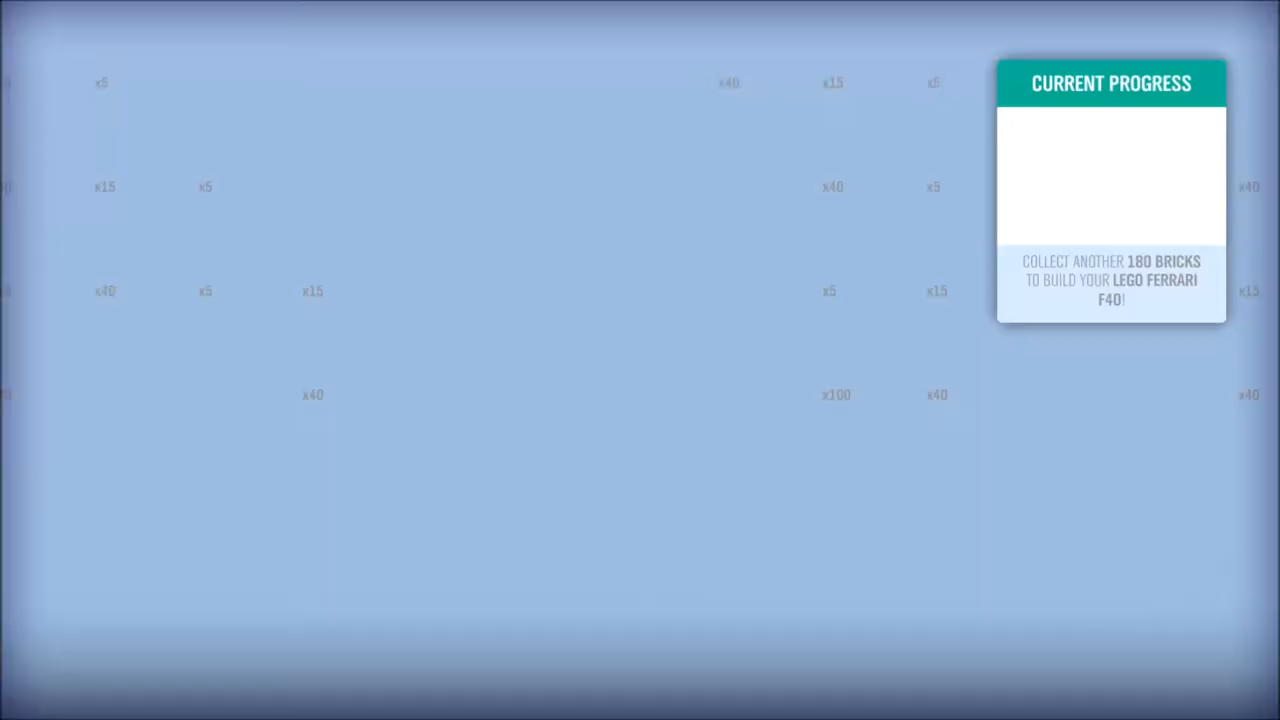 x5
x40
x15
x5
x15
x5
x40
x5
x40
x40
x5
x15
x5
x15
x15
x40
x100
x40
x40
CURRENT PROGRESS
COLLECT ANOTHER 180 BRICKS
TO BUILD YOUR LEGO FERRARI
F40!